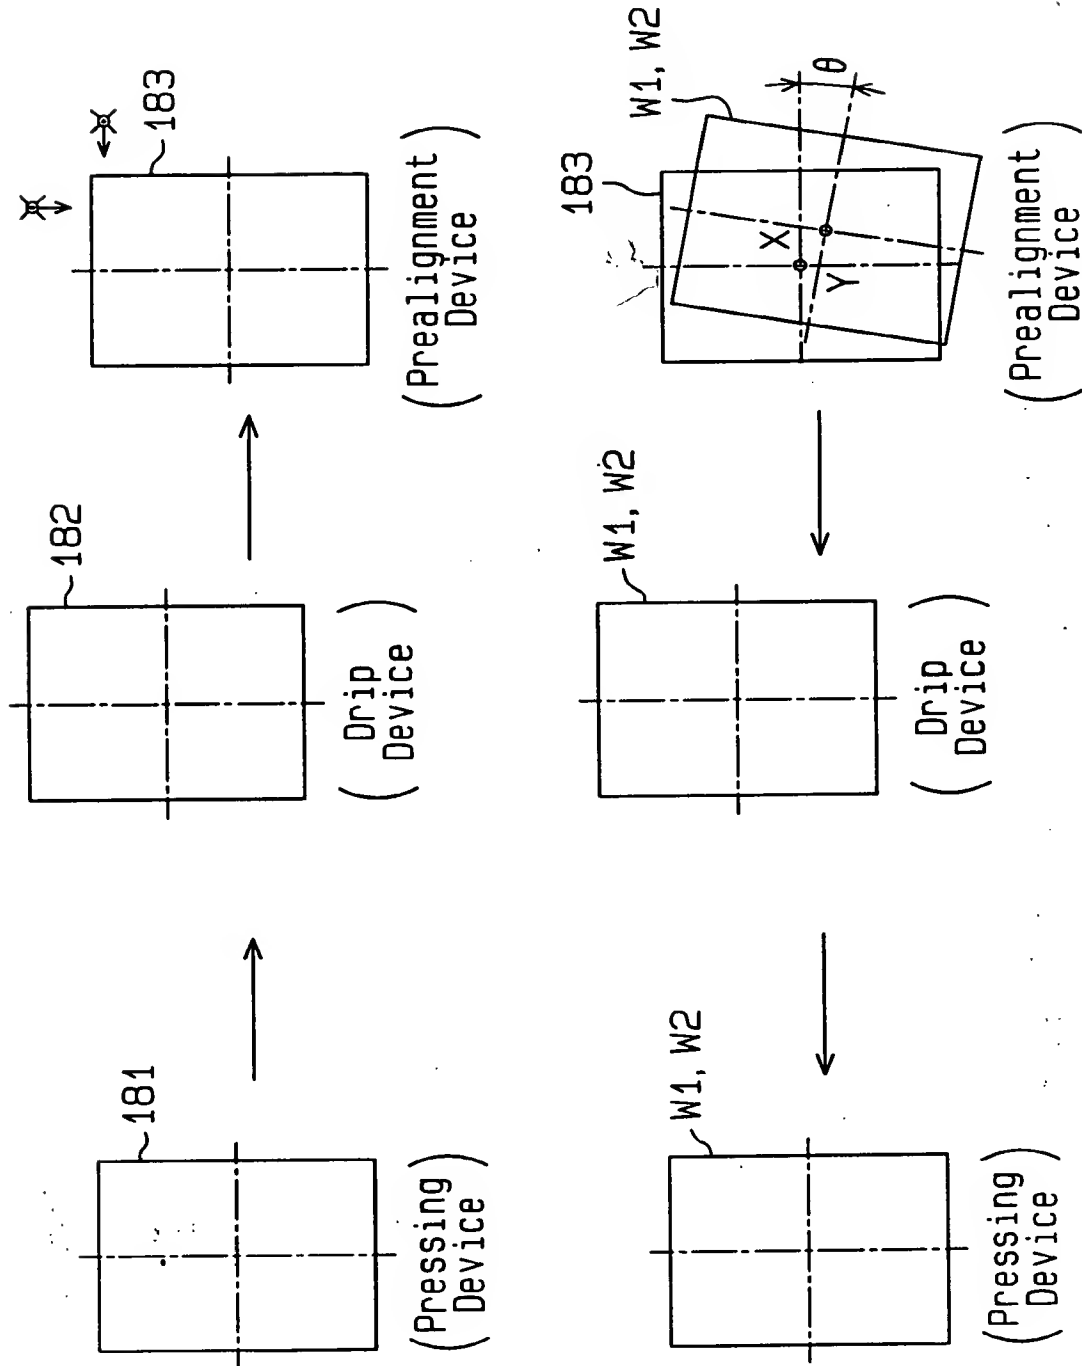 181
(Pressing
Device)
182
(Drip
Device)
183
(Prealignment
Device)
W1, W2
(Pressing
Device)
W1, W2
(Drip
Device)
183
W1, W2
X
Y
θ
(Prealignment
Device)